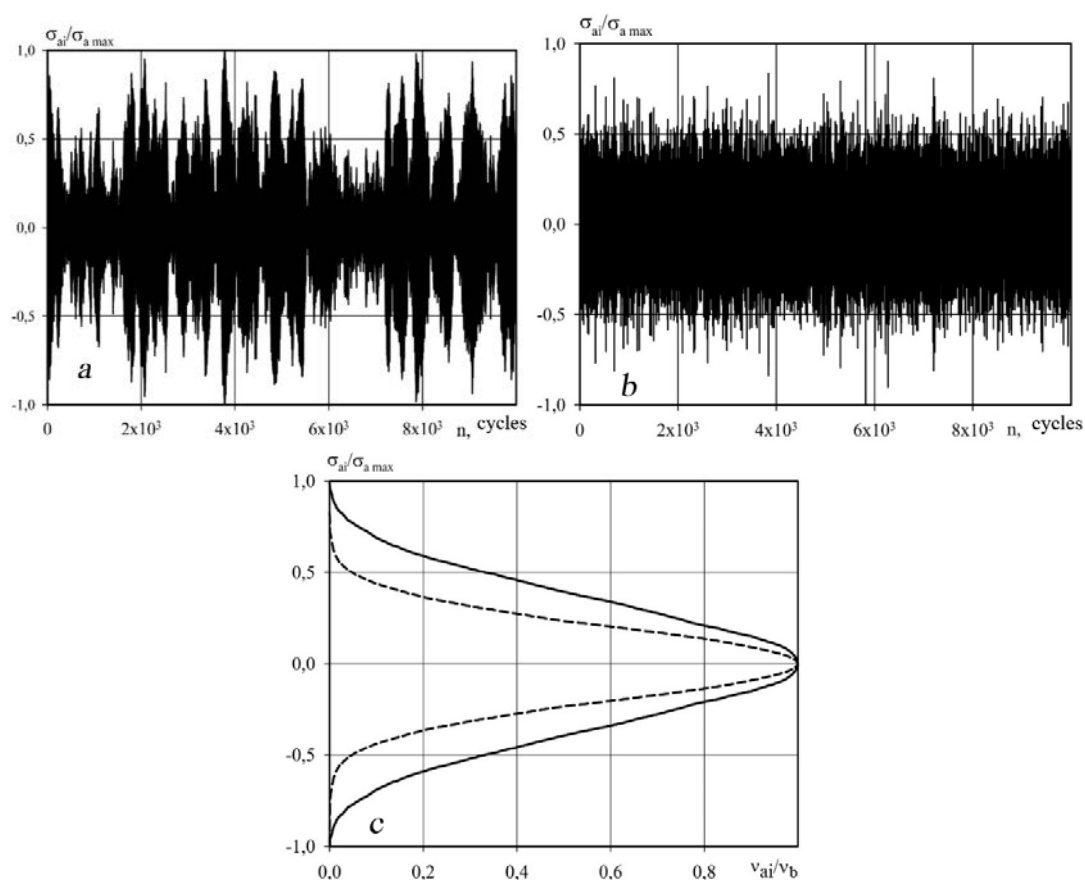 σai/σa max
1,0
0,5
0,0
-0,5
-1,0
a
0 2x10³ 4x10³ 6x10³ 8x10³ n, cycles
σai/σa max
1,0
0,5
0,0
-0,5
-1,0
b
0 2x10³ 4x10³ 6x10³ 8x10³ n, cycles
σai/σa max
1,0
0,5
0,0
-0,5
-1,0
c
0,0 0,2 0,4 0,6 0,8 νai/νb